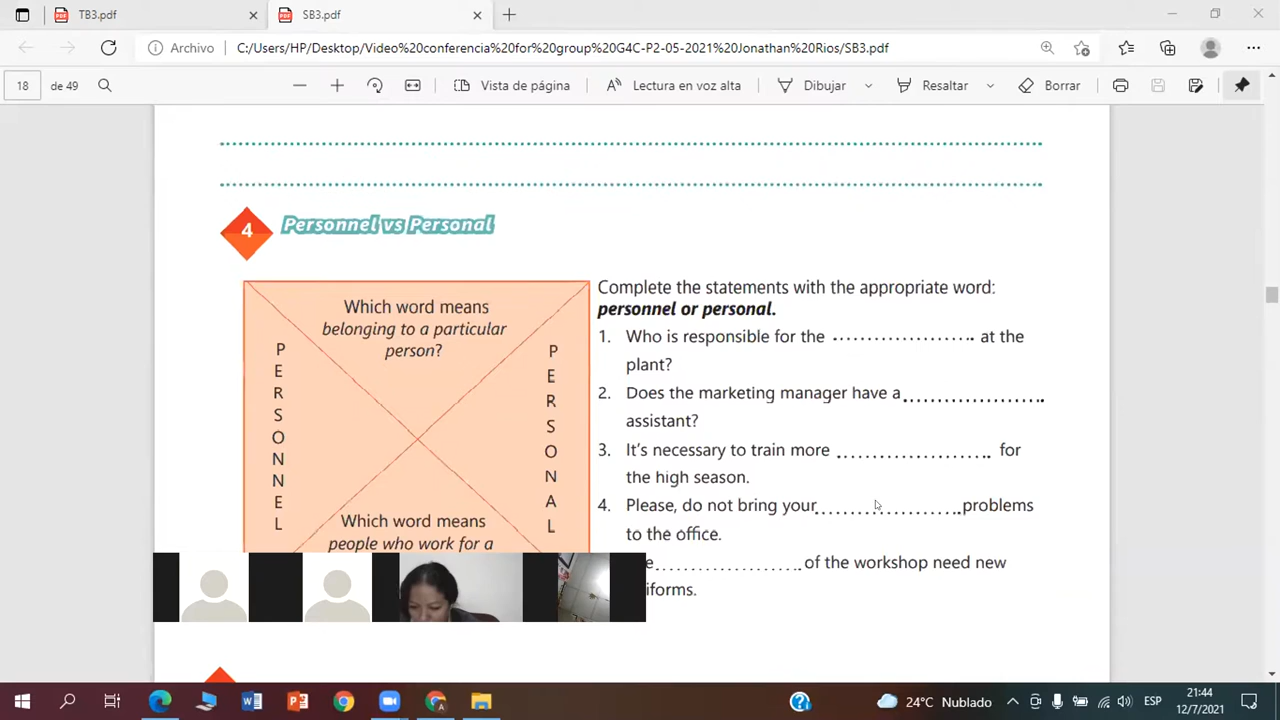 TB3.pdf
SB3.pdf
Archivo
C:/Users/HP/Desktop/Video%20conferencia%20for%20group%20G4C-P2-05-2021%20Jonathan%20Rios/SB3.pdf
18 de 49
Vista de página
Lectura en voz alta
Dibujar
Resaltar
Borrar
4 Personnel vs Personal
Which word means
belonging to a particular
person?
PERSONNEL
PERSONAL
Which word means
people who work for a
Complete the statements with the appropriate word:
personnel or personal.
1. Who is responsible for the .................... at the
plant?
2. Does the marketing manager have a ....................
assistant?
3. It's necessary to train more .................... for
the high season.
4. Please, do not bring your .................... problems
to the office.
e .................... of the workshop need new
iforms.
24°C Nublado
ESP
21:44
12/7/2021